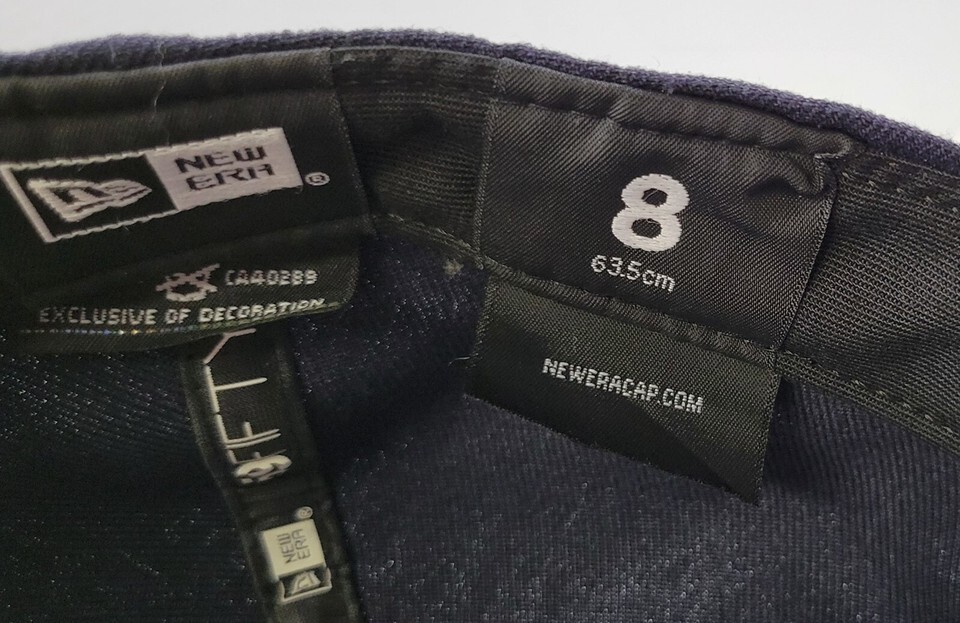 NEW ERA ®
CA40289
EXCLUSIVE OF DECORATION
8
63.5cm
NEWERACAP.COM
NEW ERA